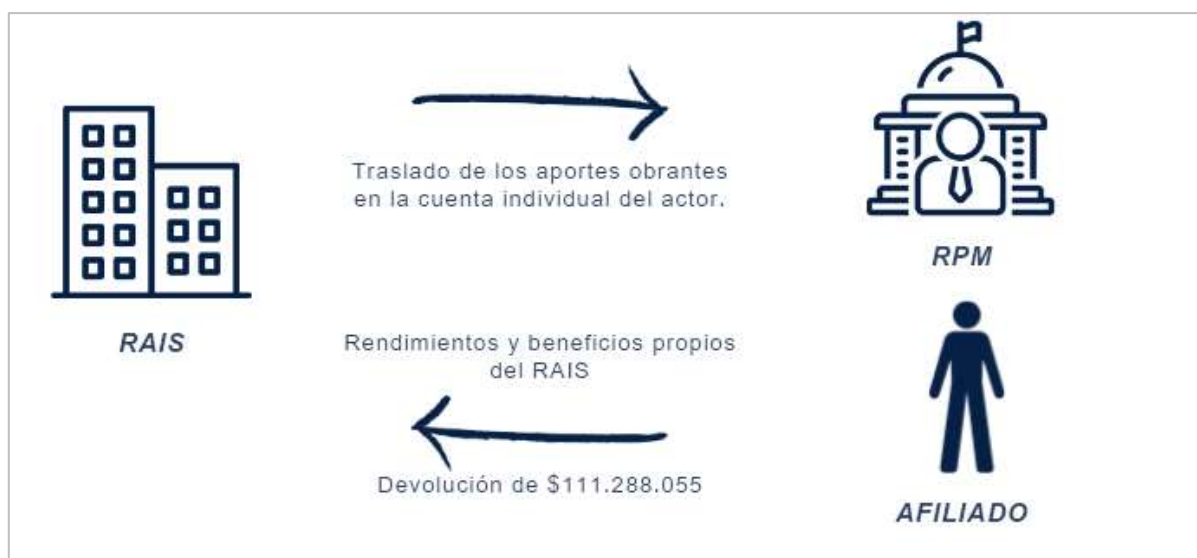 Traslado de los aportes obrantes
en la cuenta individual del actor.
RPM
RAIS
Rendimientos y beneficios propios
del RAIS
Devolución de $111.288.055
AFILIADO